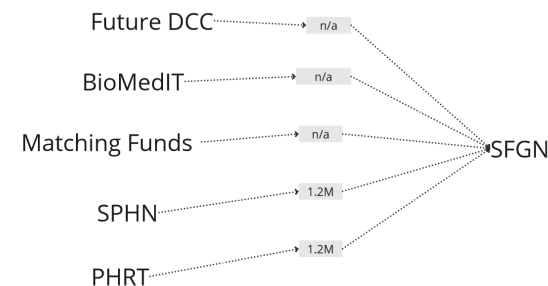 Future DCC
n/a
BioMedIT
n/a
Matching Funds
n/a
SFGN
SPHN
1.2M
PHRT
1.2M